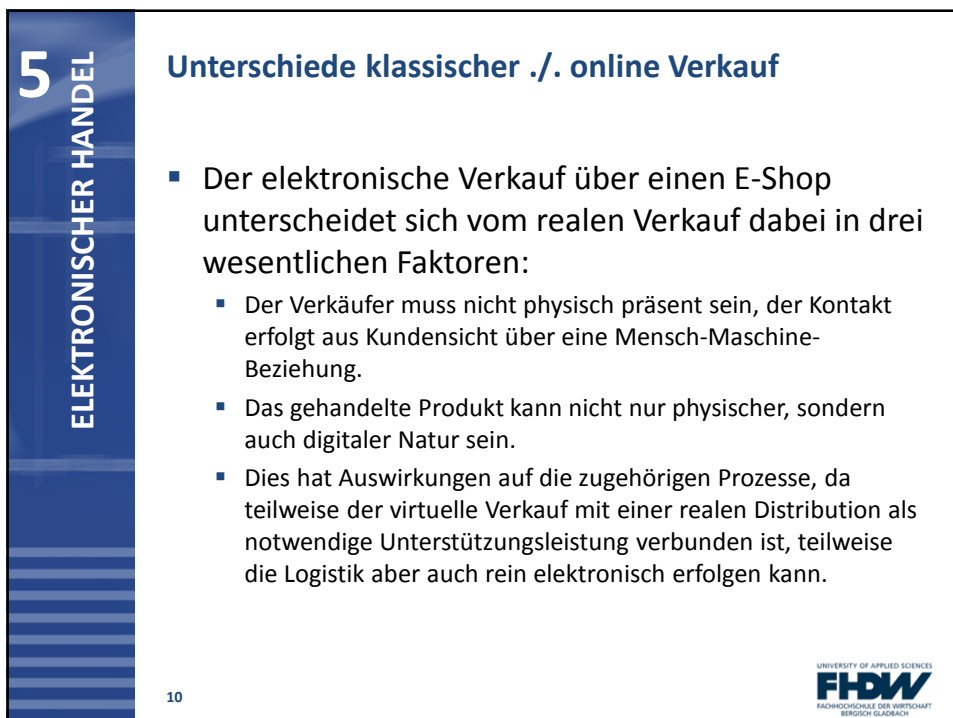 5
ELEKTRONISCHER HANDEL
Unterschiede klassischer ./. online Verkauf
▪ Der elektronische Verkauf über einen E-Shop
unterscheidet sich vom realen Verkauf dabei in drei
wesentlichen Faktoren:
▪ Der Verkäufer muss nicht physisch präsent sein, der Kontakt
erfolgt aus Kundensicht über eine Mensch-Maschine-
Beziehung.
▪ Das gehandelte Produkt kann nicht nur physischer, sondern
auch digitaler Natur sein.
▪ Dies hat Auswirkungen auf die zugehörigen Prozesse, da
teilweise der virtuelle Verkauf mit einer realen Distribution als
notwendige Unterstützungsleistung verbunden ist, teilweise
die Logistik aber auch rein elektronisch erfolgen kann.
10
UNIVERSITY OF APPLIED SCIENCES
FHDW
FACHHOCHSCHULE DER WIRTSCHAFT
BERGISCH GLADBACH